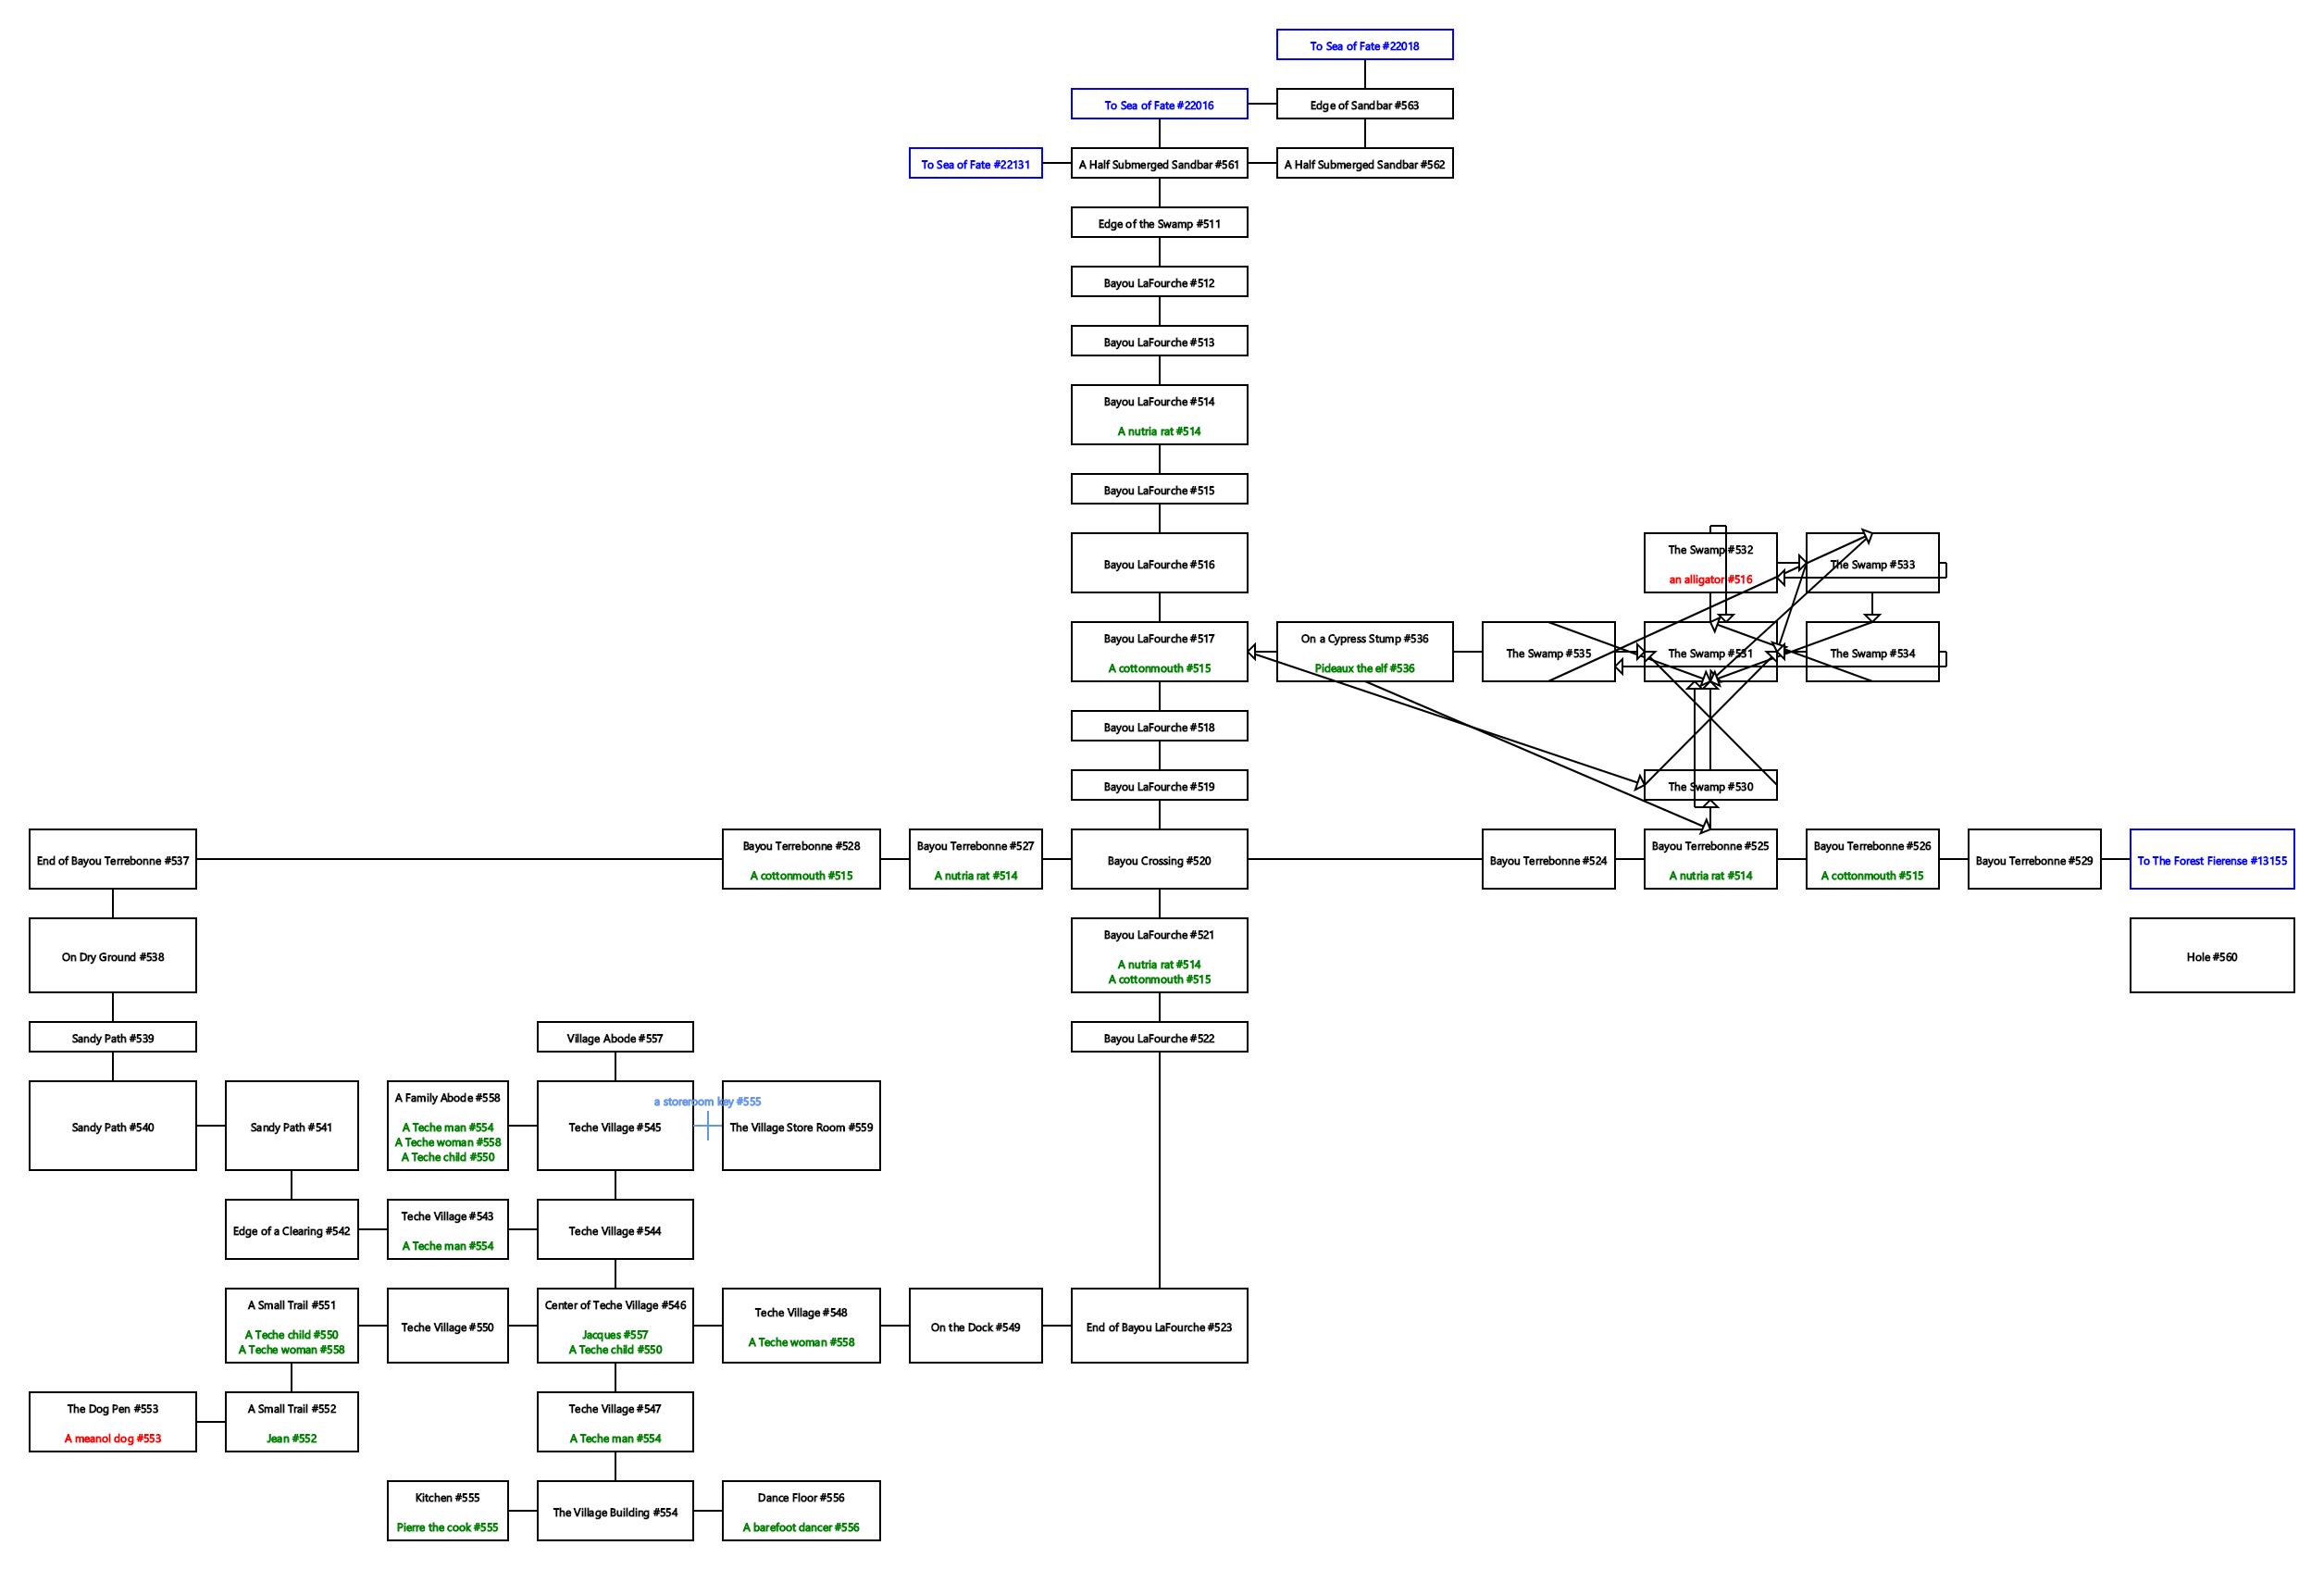 To Sea of Fate #22018
To Sea of Fate #22016
Edge of Sandbar #563
To Sea of Fate #22131
A Half Submerged Sandbar #561
A Half Submerged Sandbar #562
Edge of the Swamp #511
Bayou LaFourche #512
Bayou LaFourche #513
Bayou LaFourche #514
A nutria rat #514
Bayou LaFourche #515
Bayou LaFourche #516
The Swamp #532
an alligator #516
The Swamp #533
Bayou LaFourche #517
A cottonmouth #515
On a Cypress Stump #536
Pideaux the elf #536
The Swamp #535
The Swamp #531
The Swamp #534
Bayou LaFourche #518
Bayou LaFourche #519
The Swamp #530
End of Bayou Terrebonne #537
Bayou Terrebonne #528
A cottonmouth #515
Bayou Terrebonne #527
A nutria rat #514
Bayou Crossing #520
Bayou Terrebonne #524
Bayou Terrebonne #525
A nutria rat #514
Bayou Terrebonne #526
A cottonmouth #515
Bayou Terrebonne #529
To The Forest Fierense #13155
On Dry Ground #538
Bayou LaFourche #521
A nutria rat #514
A cottonmouth #515
Hole #560
Sandy Path #539
Village Abode #557
Bayou LaFourche #522
Sandy Path #540
Sandy Path #541
A Family Abode #558
A Teche man #554
A Teche woman #558
A Teche child #550
Teche Village #545
a storeroom key #555
The Village Store Room #559
Edge of a Clearing #542
Teche Village #543
A Teche man #554
Teche Village #544
A Small Trail #551
A Teche child #550
A Teche woman #558
Teche Village #550
Center of Teche Village #546
Jacques #557
A Teche child #550
Teche Village #548
A Teche woman #558
On the Dock #549
End of Bayou LaFourche #523
The Dog Pen #553
A meanol dog #553
A Small Trail #552
Jean #552
Teche Village #547
A Teche man #554
Kitchen #555
Pierre the cook #555
The Village Building #554
Dance Floor #556
A barefoot dancer #556